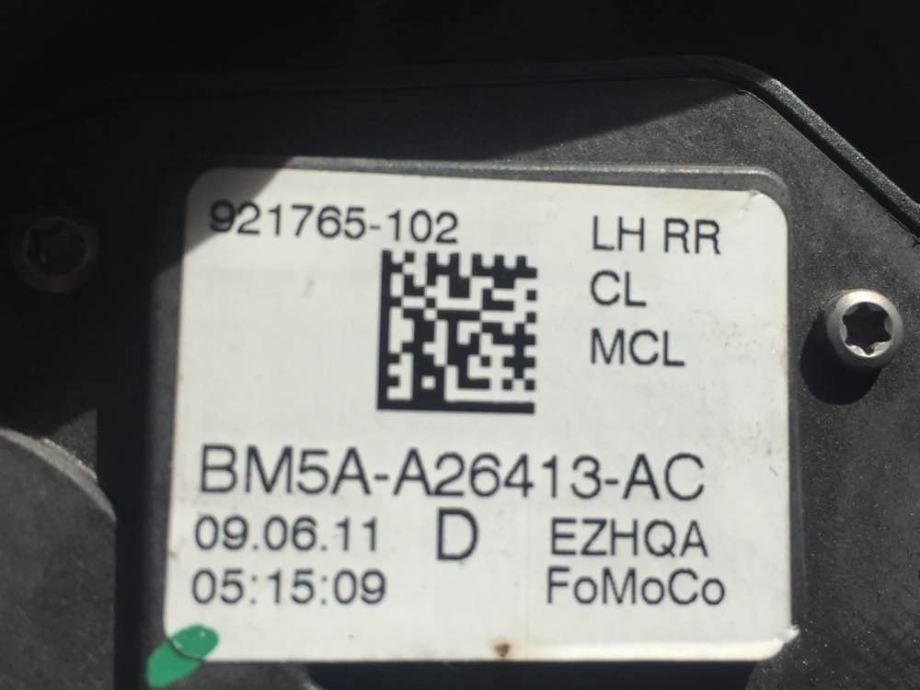 921765-102 LH RR
CL
MCL
BM5A-A26413-AC
09.06.11 D EZHQA
05:15:09 FoMoCo